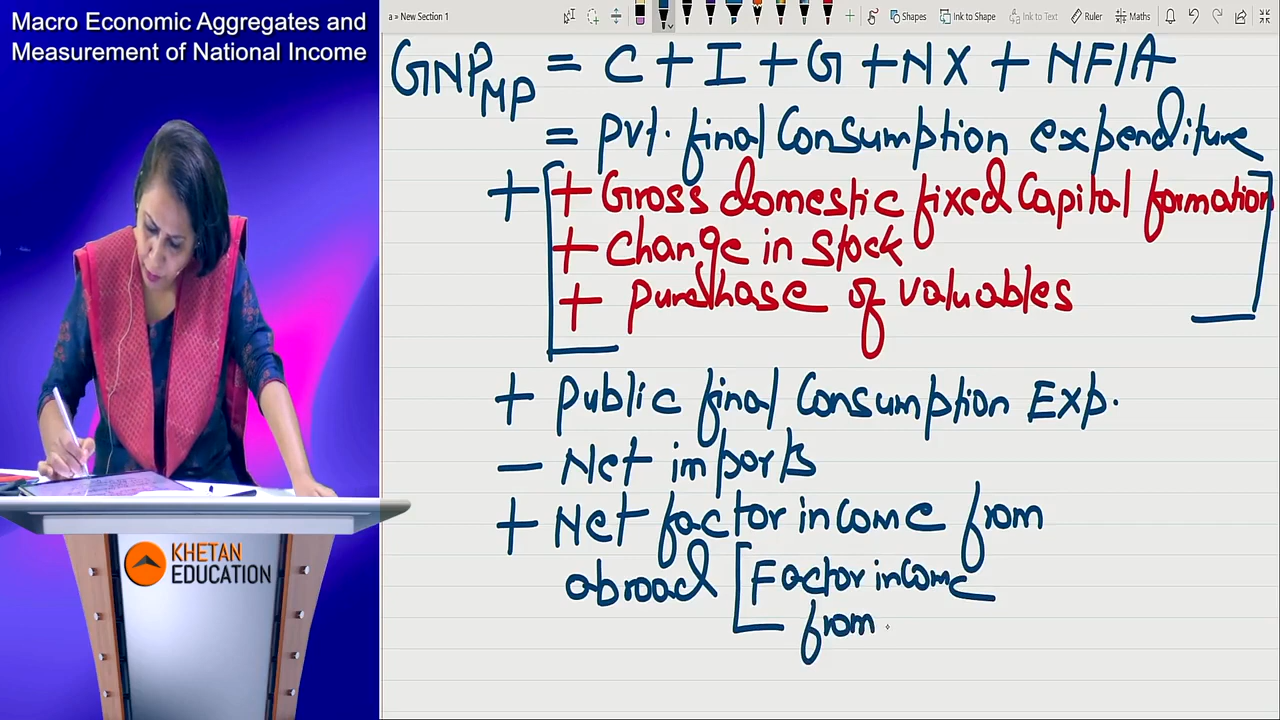 Macro Economic Aggregates and
Measurement of National Income
a » New Section 1
Shapes
Ink to Shape
Ink to Text
Ruler
Maths
GNP MP = C + I + G + NX + NFIA
= Pvt. final Consumption expenditure
+ [ + Gross domestic fixed Capital formation ]
+ Change in Stock
+ purchase of valuables
+ Public final Consumption Exp.
- Net imports
+ Net factor income from
abroad [ Factor income
from
KHETAN
EDUCATION